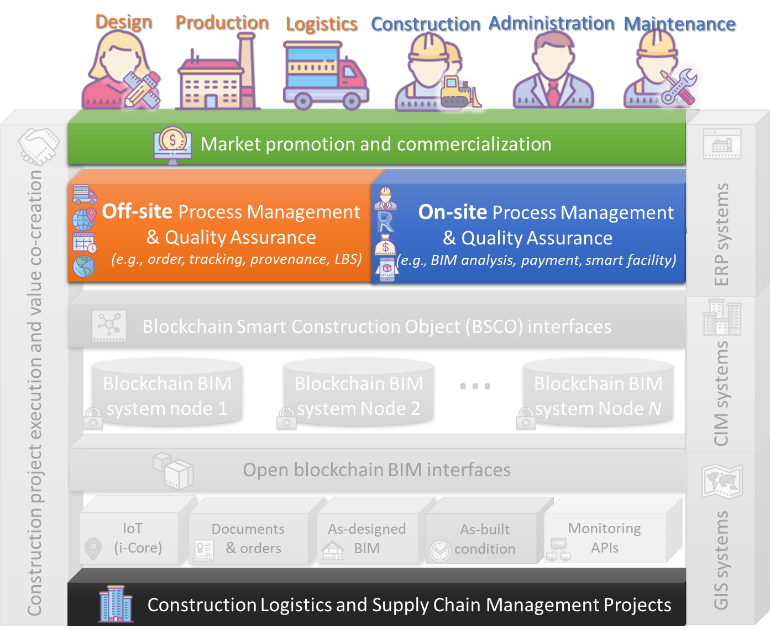 Design Production Logistics Construction Administration Maintenance
Market promotion and commercialization
Off-site Process Management
& Quality Assurance
(e.g., order, tracking, provenance, LBS)
On-site Process Management
& Quality Assurance
(e.g., BIM analysis, payment, smart facility)
Blockchain Smart Construction Object (BSCO) interfaces
Blockchain BIM
system node 1
Blockchain BIM
system Node 2
...
Blockchain BIM
system Node N
Open blockchain BIM interfaces
IoT
(i-Core)
Documents
& orders
As-designed
BIM
As-built
condition
Monitoring
APIs
Construction Logistics and Supply Chain Management Projects
Construction project execution and value co-creation
ERP systems
CIM systems
GIS systems